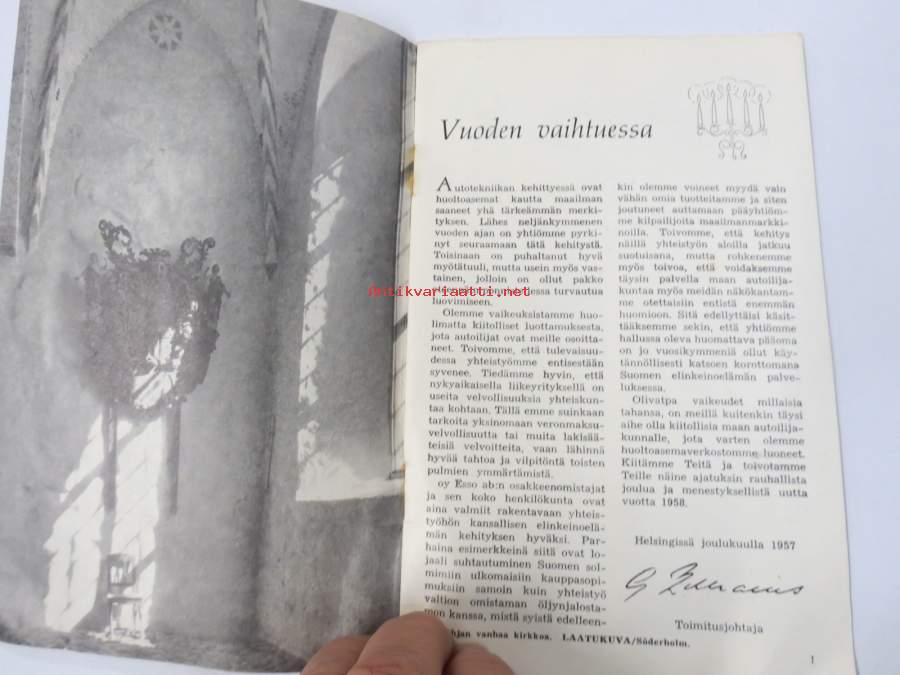 Vuoden vaihtuessa
Autotekniikan kehittyessä ovat
huoltoasemat kautta maailman
saaneet yhä tärkeämmän merki-
tyksen. Lähes neljänkymmenen
vuoden ajan on yhtiömme pyrki-
nyt seuraamaan tätä kehitystä.
Toisinaan on puhaltanut hyvä
myötätuuli, mutta usein myös vas-
tainen, jolloin on ollut pakko
turvautua
luovimiseen.
Olemme vaikeuksistamme huo-
limatta kiitolliset luottamuksesta,
jota autoilijat ovat meille osoitta-
neet. Toivomme, että tulevaisuu-
dessa yhteistyömme entisestään
syvenee. Tiedämme hyvin, että
nykyaikaisella liikeyrityksellä on
useita velvollisuuksia yhteiskun-
taa kohtaan. Tällä emme suinkaan
tarkoita yksinomaan veronmaksu-
velvollisuutta tai muita lakisää-
teisiä velvoitteita, vaan lähinnä
hyvää tahtoa ja vilpitöntä toisten
pulmien ymmärtämistä.
oy Esso ab:n osakkeenomistajat
ja sen koko henkilökunta ovat
aina valmiit rakentavaan yhteis-
työhön kansallisen elinkeinoelä-
män kehityksen hyväksi. Par-
haina esimerkkeinä siitä ovat lo-
jaali suhtautuminen Suomen sol-
mimiin ulkomaisiin kauppasopi-
muksiin samoin kuin yhteistyö
valtion omistaman öljynjalosta-
mon kanssa, mistä syistä edelleen-
kin olemme voineet myydä vain
vähän omia tuotteitamme ja siten
joutuneet auttamaan pääyhtiöm-
me kilpailijoita maailmanmarkki-
noilla. Toivomme, että kehitys
näillä yhteistyön aloilla jatkuu
suotuisana, mutta rohkenemme
myös toivoa, että voidaksemme
täysin palvella maan autoilija-
kuntaa myös meidän näkökantam-
me otettaisiin entistä enemmän
huomioon. Sitä edellyttäisi käsit-
tääksemme sekin, että yhtiömme
hallussa oleva huomattava pääoma
on jo vuosikymmeniä ollut käy-
tännöllisesti katsoen korottomana
Suomen elinkeinoelämän palve-
luksessa.
Olivatpa vaikeudet millaisia
tahansa, on meillä kuitenkin täysi
aihe olla kiitollisia maan autoilija-
kunnalle, jota varten olemme
huoltoasemaverkostomme luoneet.
Kiitämme Teitä ja toivotamme
Teille näine ajatuksin rauhallista
joulua ja menestyksellistä uutta
vuotta 1958.
Helsingissä joulukuulla 1957
Toimitusjohtaja
vanhaa kirkkoa. LAATUKUVA/Söderholm.
1
Antikvariaatti.net